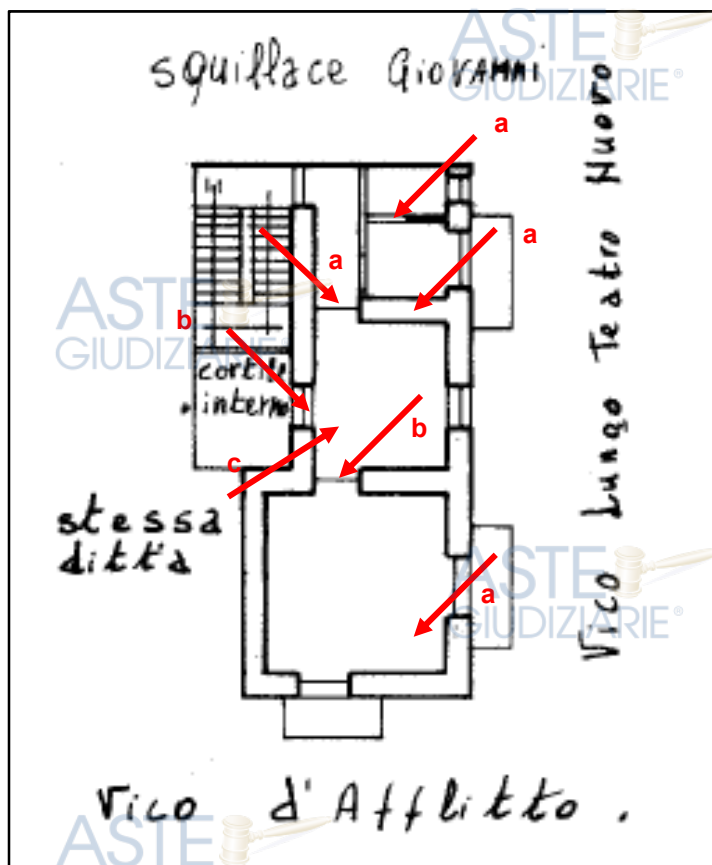 ASTE
GIUDIZIARIE®
squillace Giovanni
a
a
a
ASTE
GIUDIZIARIE
b
cortile
interno
b
c
stessa
ditta
a
ASTE
GIUDIZIARIE®
Vico Lungo Teatro Nuovo
Vico d'Afflitto.
ASTE
ASTE